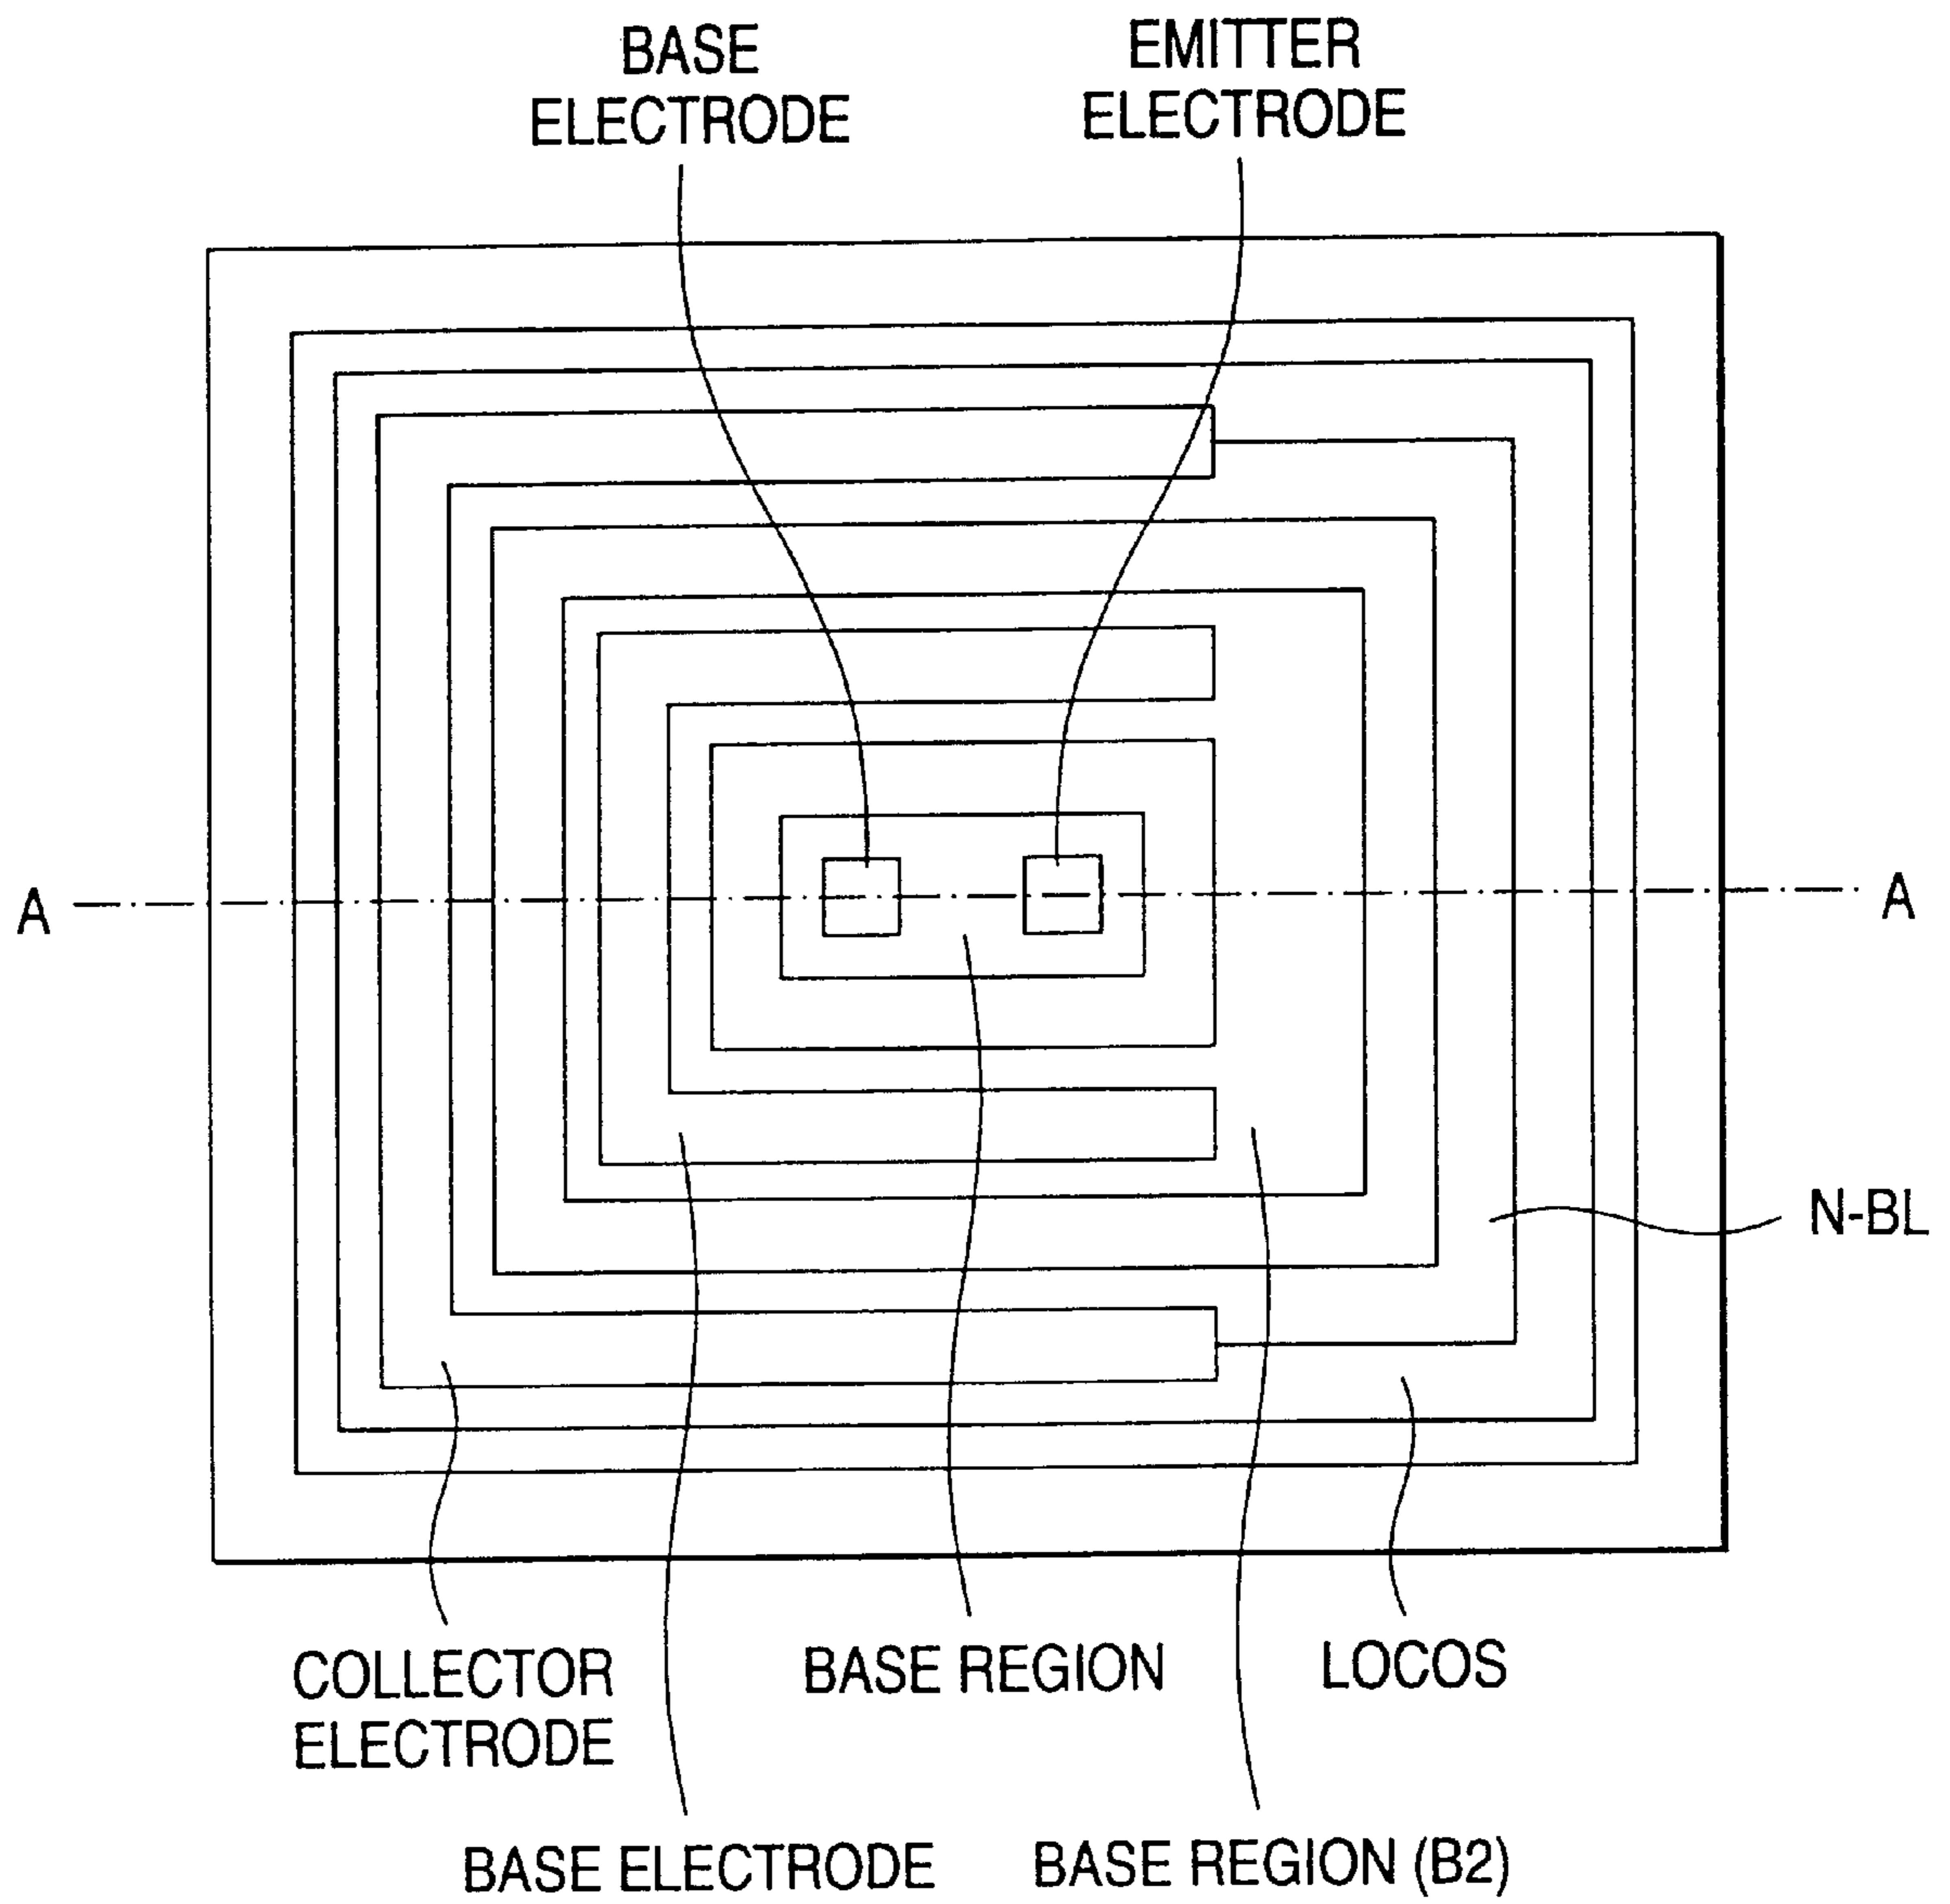 BASE
ELECTRODE
EMITTER
ELECTRODE
A
A
N-BL
COLLECTOR
ELECTRODE
BASE REGION
LOCOS
BASE ELECTRODE
BASE REGION (B2)